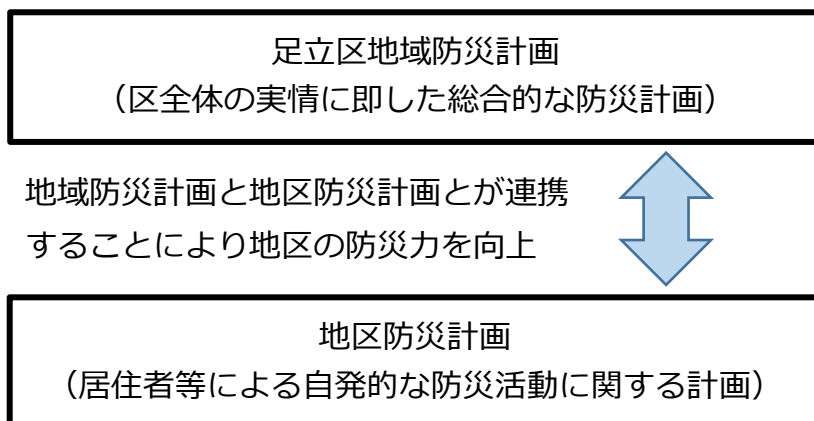 足立区地域防災計画
（区全体の実情に即した総合的な防災計画）
地域防災計画と地区防災計画とが連携
することにより地区の防災力を向上
地区防災計画
（居住者等による自発的な防災活動に関する計画）